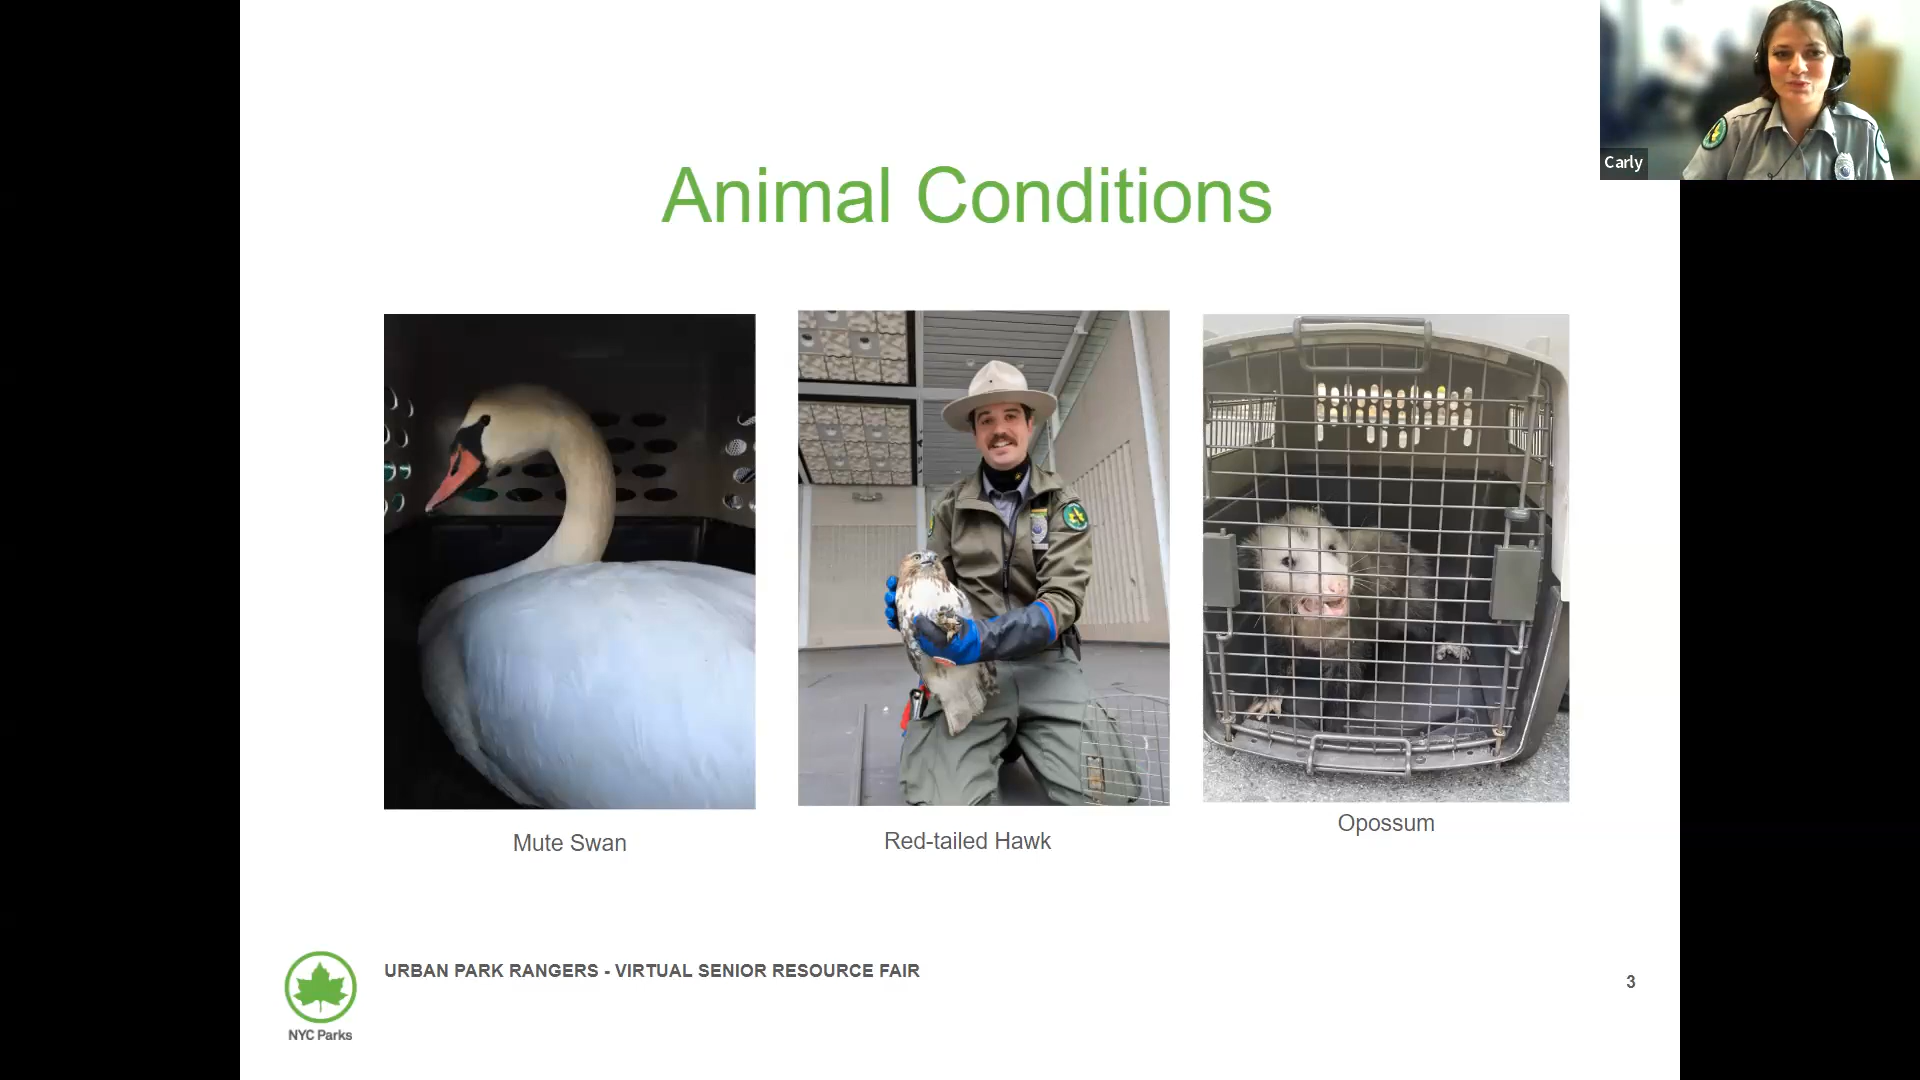 Carly
Animal Conditions
Mute Swan
Red-tailed Hawk
Opossum
URBAN PARK RANGERS - VIRTUAL SENIOR RESOURCE FAIR
3
NYC Parks